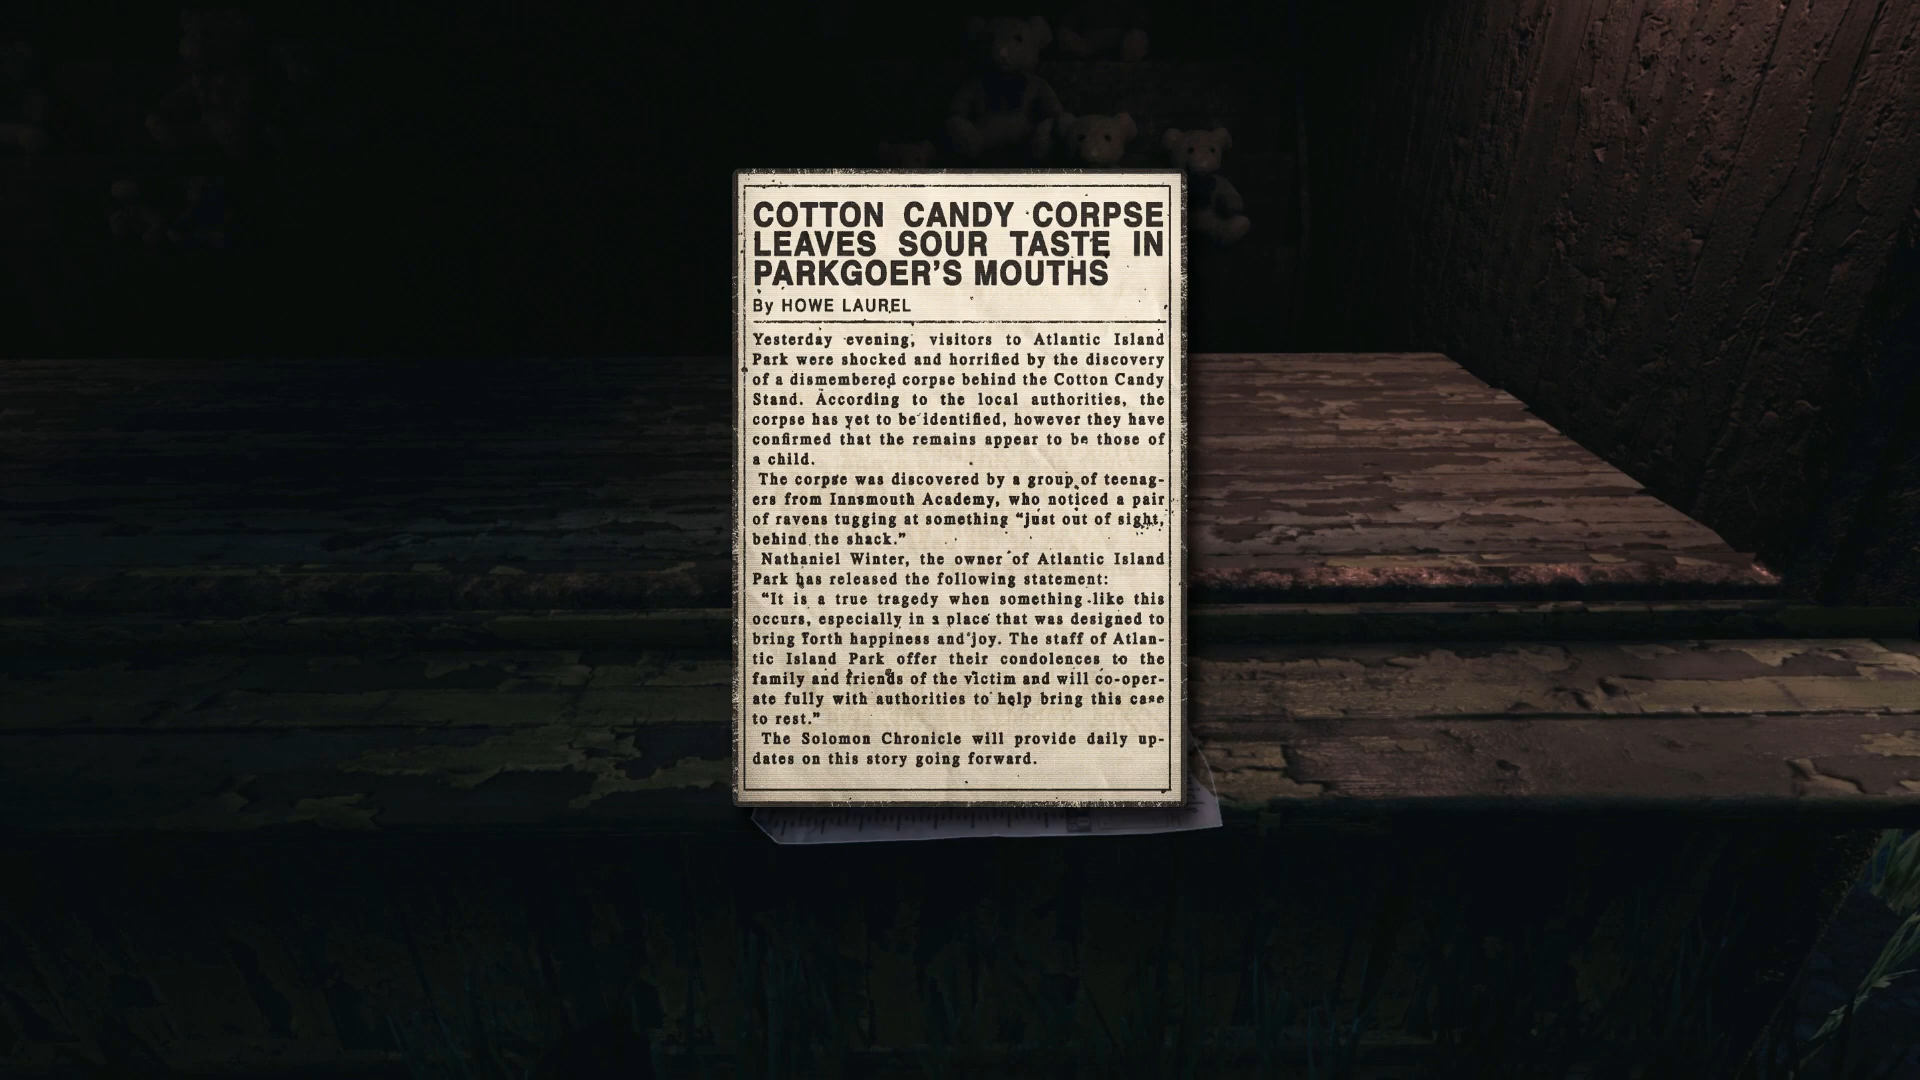 COTTON CANDY CORPSE
LEAVES SOUR TASTE IN
PARKGOER'S MOUTHS
By HOWE LAUREL
Yesterday evening, visitors to Atlantic Island
Park were shocked and horrified by the discovery
of a dismembered corpse behind the Cotton Candy
Stand. According to the local authorities, the
corpse has yet to be identified, however they have
confirmed that the remains appear to be those of
a child.
The corpse was discovered by a group of teenag-
ers from Innsmouth Academy, who noticed a pair
of ravens tugging at something “just out of sight,
behind the shack.”
Nathaniel Winter, the owner of Atlantic Island
Park has released the following statement:
“It is a true tragedy when something like this
occurs, especially in a place that was designed to
bring forth happiness and joy. The staff of Atlan-
tic Island Park offer their condolences to the
family and friends of the victim and will co-oper-
ate fully with authorities to help bring this case
to rest.”
The Solomon Chronicle will provide daily up-
dates on this story going forward.